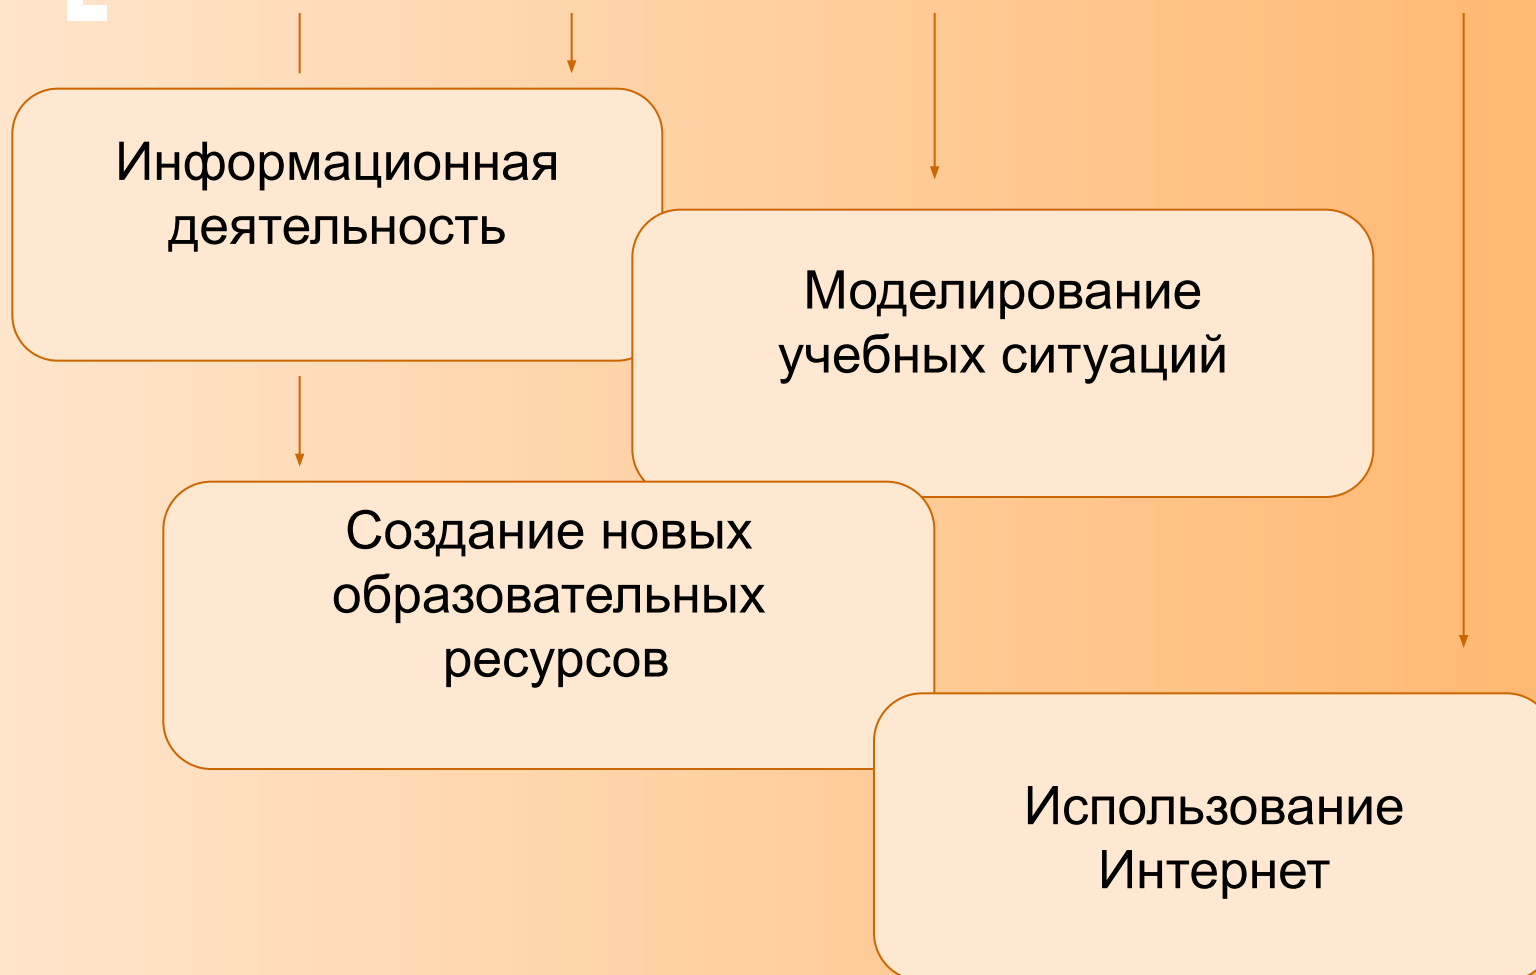 Информационная
деятельность
Моделирование
учебных ситуаций
Создание новых
образовательных
ресурсов
Использование
Интернет